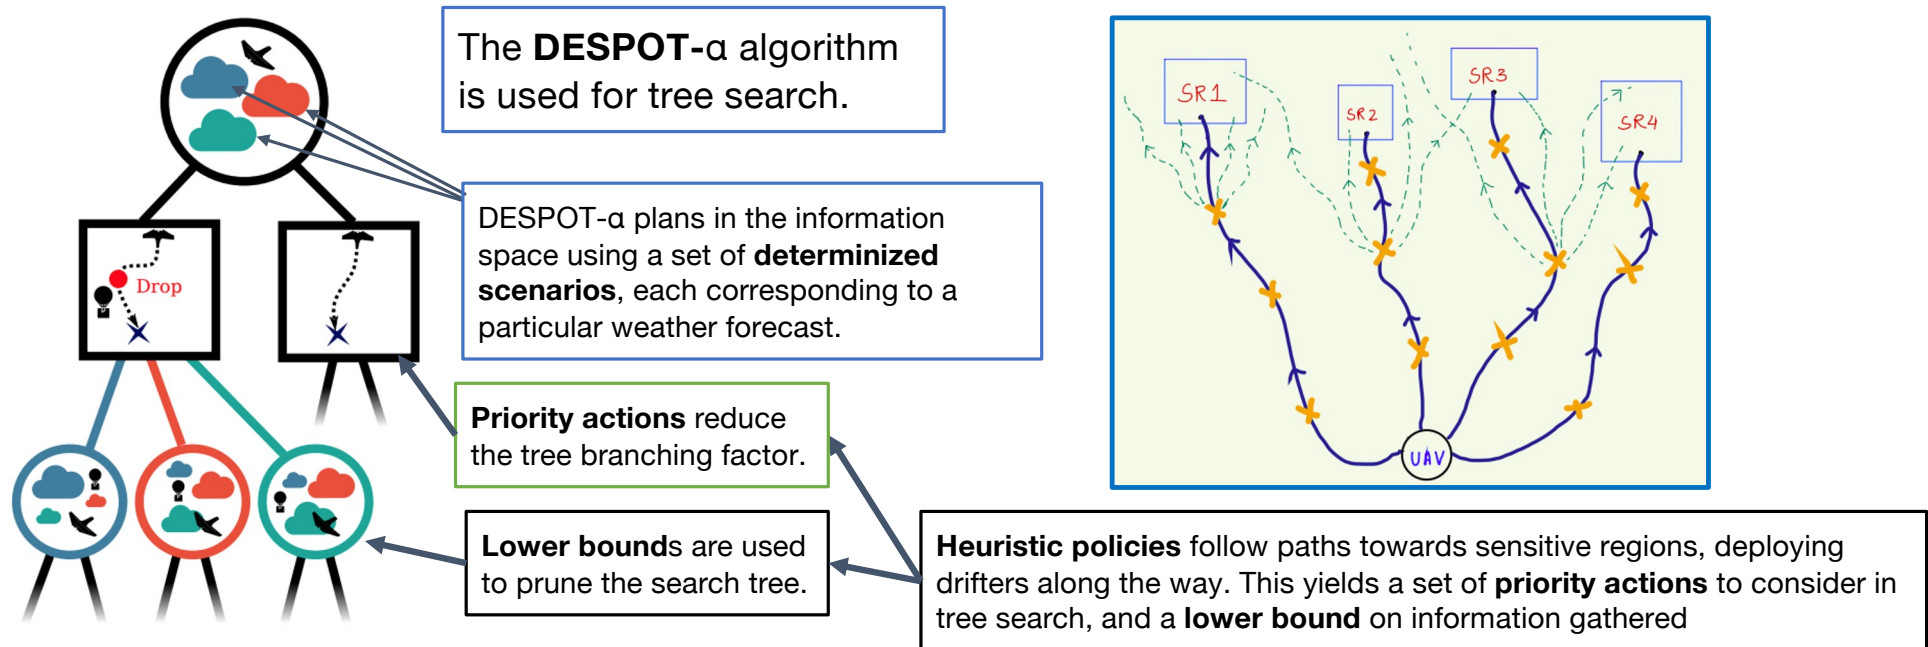 The DESPOT-α algorithm
is used for tree search.
DESPOT-α plans in the information
space using a set of determinized
scenarios, each corresponding to a
particular weather forecast.
Drop
Priority actions reduce
the tree branching factor.
Lower bounds are used
to prune the search tree.
Heuristic policies follow paths towards sensitive regions, deploying
drifters along the way. This yields a set of priority actions to consider in
tree search, and a lower bound on information gathered
SR1
SR2
SR3
SR4
UAV